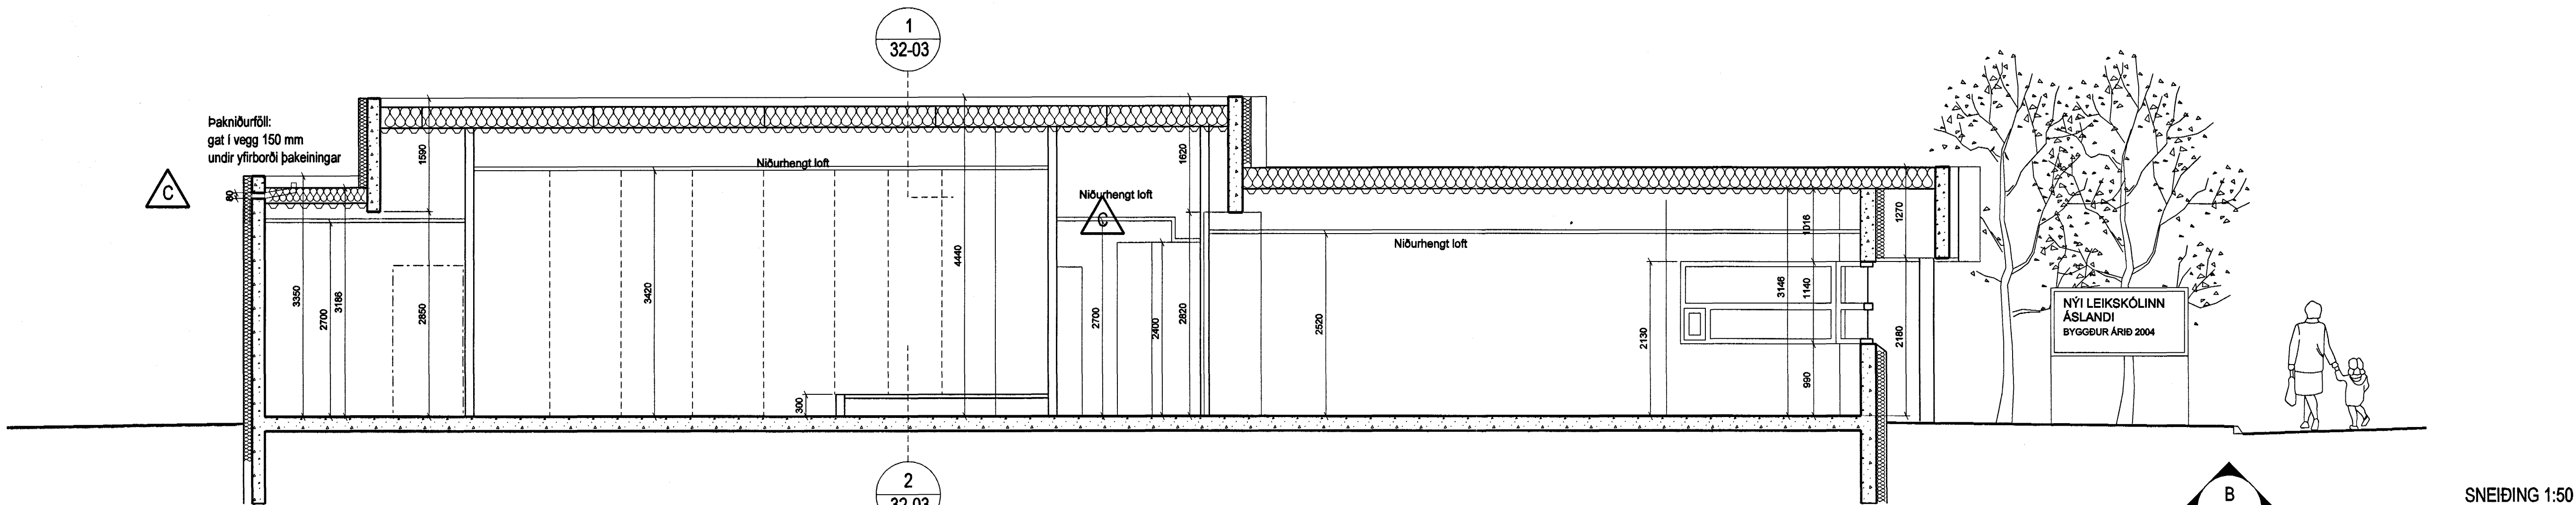 1
32-03
Þakniðurföll:
gat í vegg 150 mm
undir yfirborði þakeiningar
C
80
3350
2700
3186
1590
2850
Niðurhengt loft
3420
300
4440
Niðurhengt loft
C
2700
2400
1620
2820
2520
Niðurhengt loft
2130
3146
1016
1140
990
1270
2180
NÝI LEIKSKÓLINN
ÁSLANDI
BYGGÐUR ÁRIÐ 2004
2
32-03
B
SNEIÐING 1:50